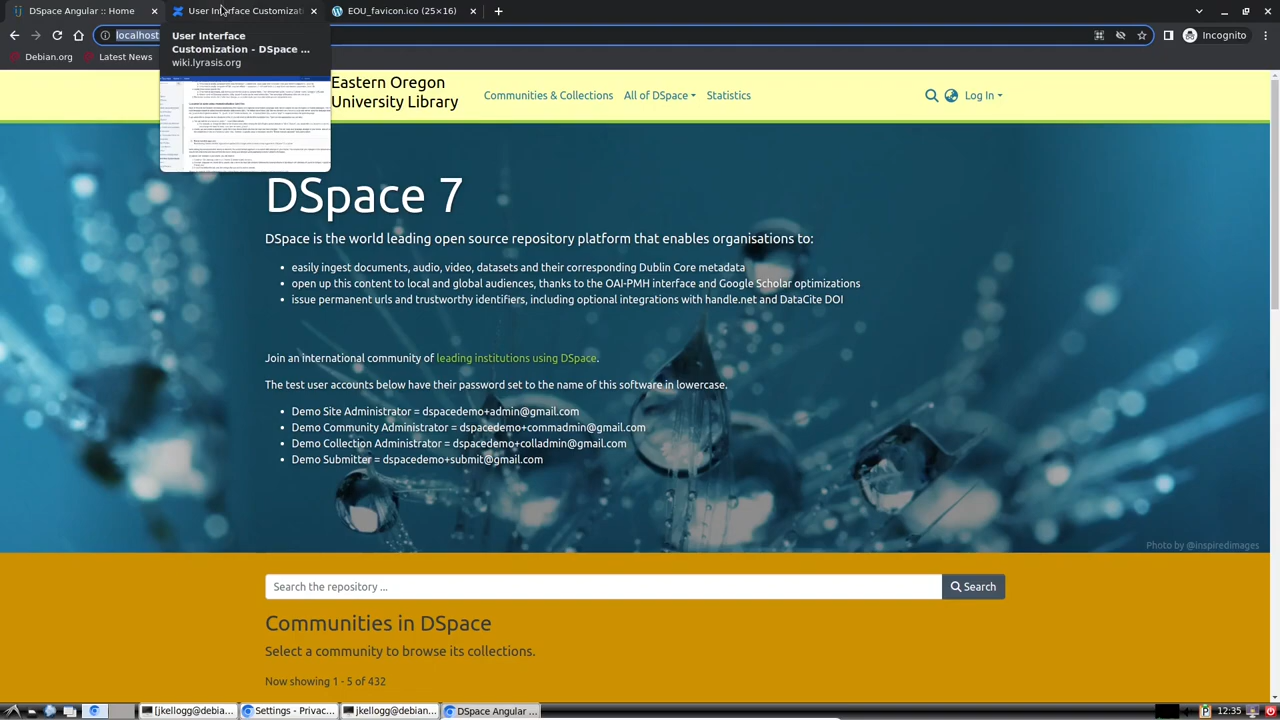 DSpace Angular :: Home
User Interface Customization
EOU_favicon.ico (25×16)
localhost
Incognito
Debian.org
Latest News
User Interface
Customization - DSpace ...
wiki.lyrasis.org
Eastern Oregon
University Library
Communities & Collections
All of DSpace
Statistics
Log In
DSpace 7
DSpace is the world leading open source repository platform that enables organisations to:
easily ingest documents, audio, video, datasets and their corresponding Dublin Core metadata
open up this content to local and global audiences, thanks to the OAI-PMH interface and Google Scholar optimizations
issue permanent urls and trustworthy identifiers, including optional integrations with handle.net and DataCite DOI
Join an international community of leading institutions using DSpace.
The test user accounts below have their password set to the name of this software in lowercase.
Demo Site Administrator = dspacedemo+admin@gmail.com
Demo Community Administrator = dspacedemo+commadmin@gmail.com
Demo Collection Administrator = dspacedemo+colladmin@gmail.com
Demo Submitter = dspacedemo+submit@gmail.com
Photo by @inspiredimages
Search the repository ...
Search
Communities in DSpace
Select a community to browse its collections.
Now showing 1 - 5 of 432
[jkellogg@debia...
Settings - Privac...
jkellogg@debian...
DSpace Angular ...
12:35